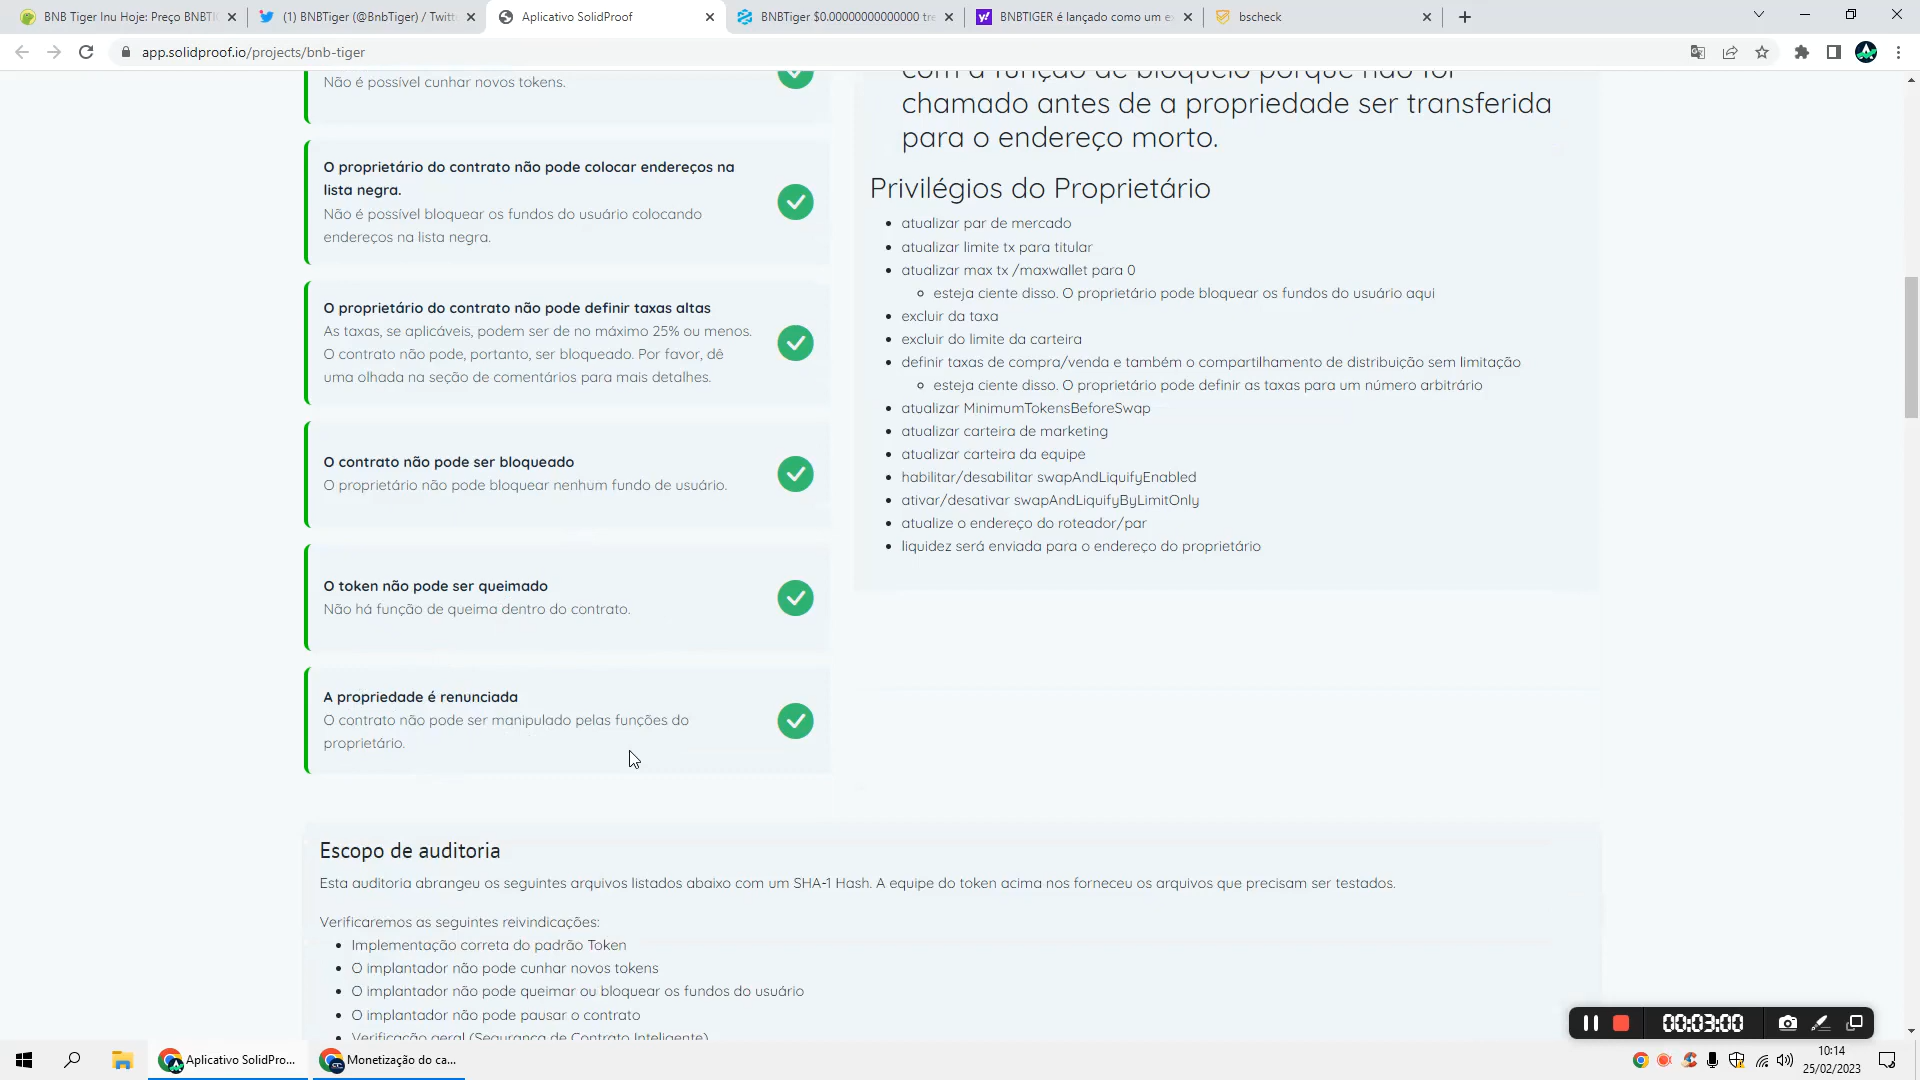 BNB Tiger Inu Hoje: Preço BNBTIG
(1) BNBTiger (@BnbTiger) / Twitt
Aplicativo SolidProof
BNBTiger $0.00000000000000 tre
BNBTIGER é lançado como um e
bscheck
app.solidproof.io/projects/bnb-tiger
Não é possível cunhar novos tokens.
O proprietário do contrato não pode colocar endereços na
lista negra.
Não é possível bloquear os fundos do usuário colocando
endereços na lista negra.
O proprietário do contrato não pode definir taxas altas
As taxas, se aplicáveis, podem ser de no máximo 25% ou menos.
O contrato não pode, portanto, ser bloqueado. Por favor, dê
uma olhada na seção de comentários para mais detalhes.
O contrato não pode ser bloqueado
O proprietário não pode bloquear nenhum fundo de usuário.
O token não pode ser queimado
Não há função de queima dentro do contrato.
A propriedade é renunciada
O contrato não pode ser manipulado pelas funções do
proprietário.
com a função de bloqueio porque não foi
chamado antes de a propriedade ser transferida
para o endereço morto.
Privilégios do Proprietário
atualizar par de mercado
atualizar limite tx para titular
atualizar max tx /maxwallet para 0
esteja ciente disso. O proprietário pode bloquear os fundos do usuário aqui
excluir da taxa
excluir do limite da carteira
definir taxas de compra/venda e também o compartilhamento de distribuição sem limitação
esteja ciente disso. O proprietário pode definir as taxas para um número arbitrário
atualizar MinimumTokensBeforeSwap
atualizar carteira de marketing
atualizar carteira da equipe
habilitar/desabilitar swapAndLiquifyEnabled
ativar/desativar swapAndLiquifyByLimitOnly
atualize o endereço do roteador/par
liquidez será enviada para o endereço do proprietário
Escopo de auditoria
Esta auditoria abrangeu os seguintes arquivos listados abaixo com um SHA-1 Hash. A equipe do token acima nos forneceu os arquivos que precisam ser testados.
Verificaremos as seguintes reivindicações:
Implementação correta do padrão Token
O implantador não pode cunhar novos tokens
O implantador não pode queimar ou bloquear os fundos do usuário
O implantador não pode pausar o contrato
Verificação geral (Segurança de Contrato Inteligente)
00:03:00
Aplicativo SolidPro...
Monetização do ca...
10:14
25/02/2023